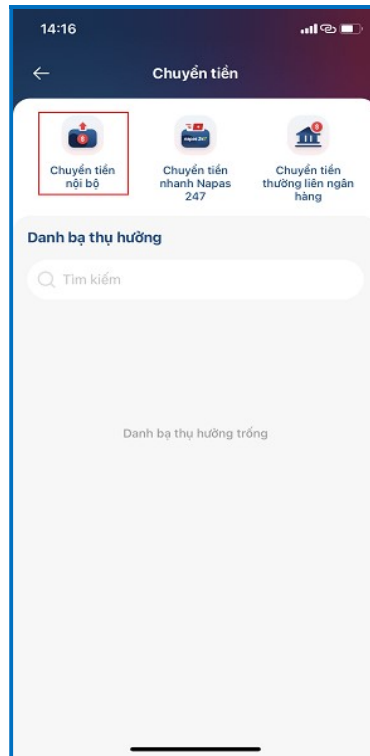 14:16
Chuyển tiền
Chuyển tiền
nội bộ
Chuyển tiền
nhanh Napas
247
Chuyển tiền
thường liên ngân
hàng
Danh bạ thụ hưởng
Tìm kiếm
Danh bạ thụ hưởng trống